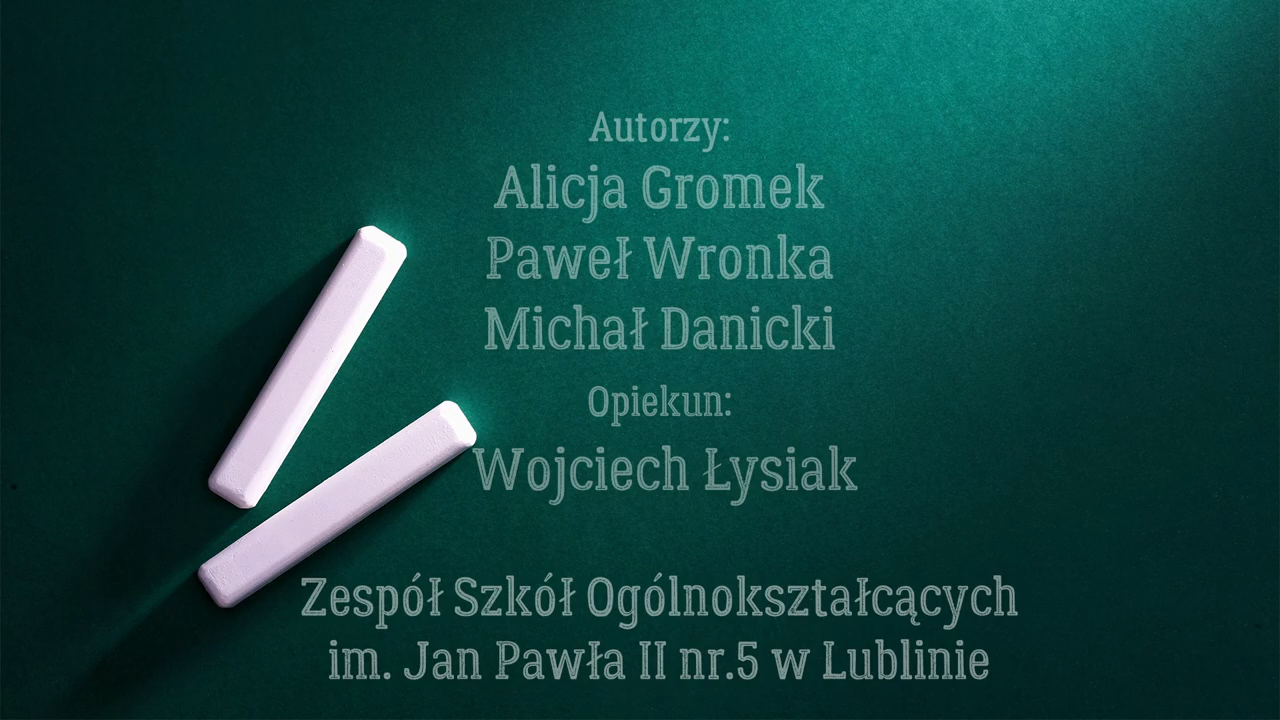 Autorzy:
Alicja Gromek
Paweł Wronka
Michał Danicki
Opiekun:
Wojciech Łysiak
Zespół Szkół Ogólnokształcących
im. Jan Pawła II nr.5 w Lublinie